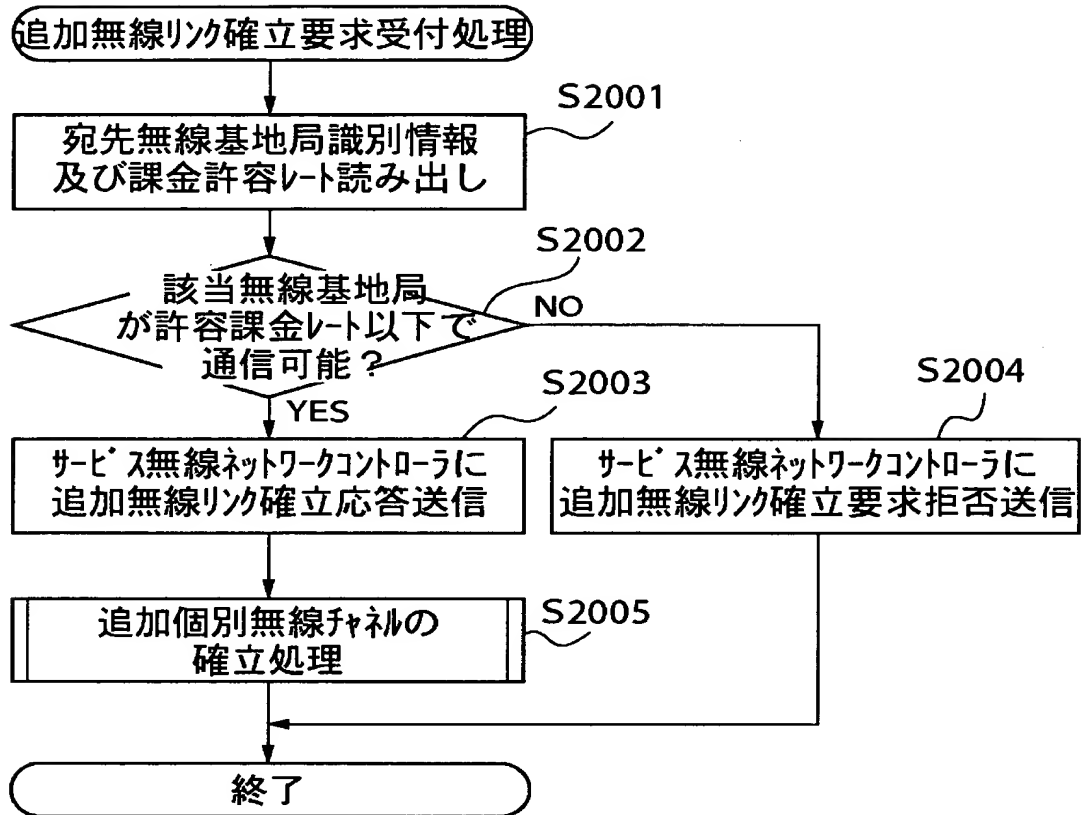 追加無線リンク確立要求受付処理
S2001
宛先無線基地局識別情報
及び課金許容レート読み出し
S2002
該当無線基地局
が許容課金レート以下で
通信可能？
NO
YES
S2003
サービス無線ネットワークコントローラに
追加無線リンク確立応答送信
S2004
サービス無線ネットワークコントローラに
追加無線リンク確立要求拒否送信
S2005
追加個別無線チャネルの
確立処理
終了